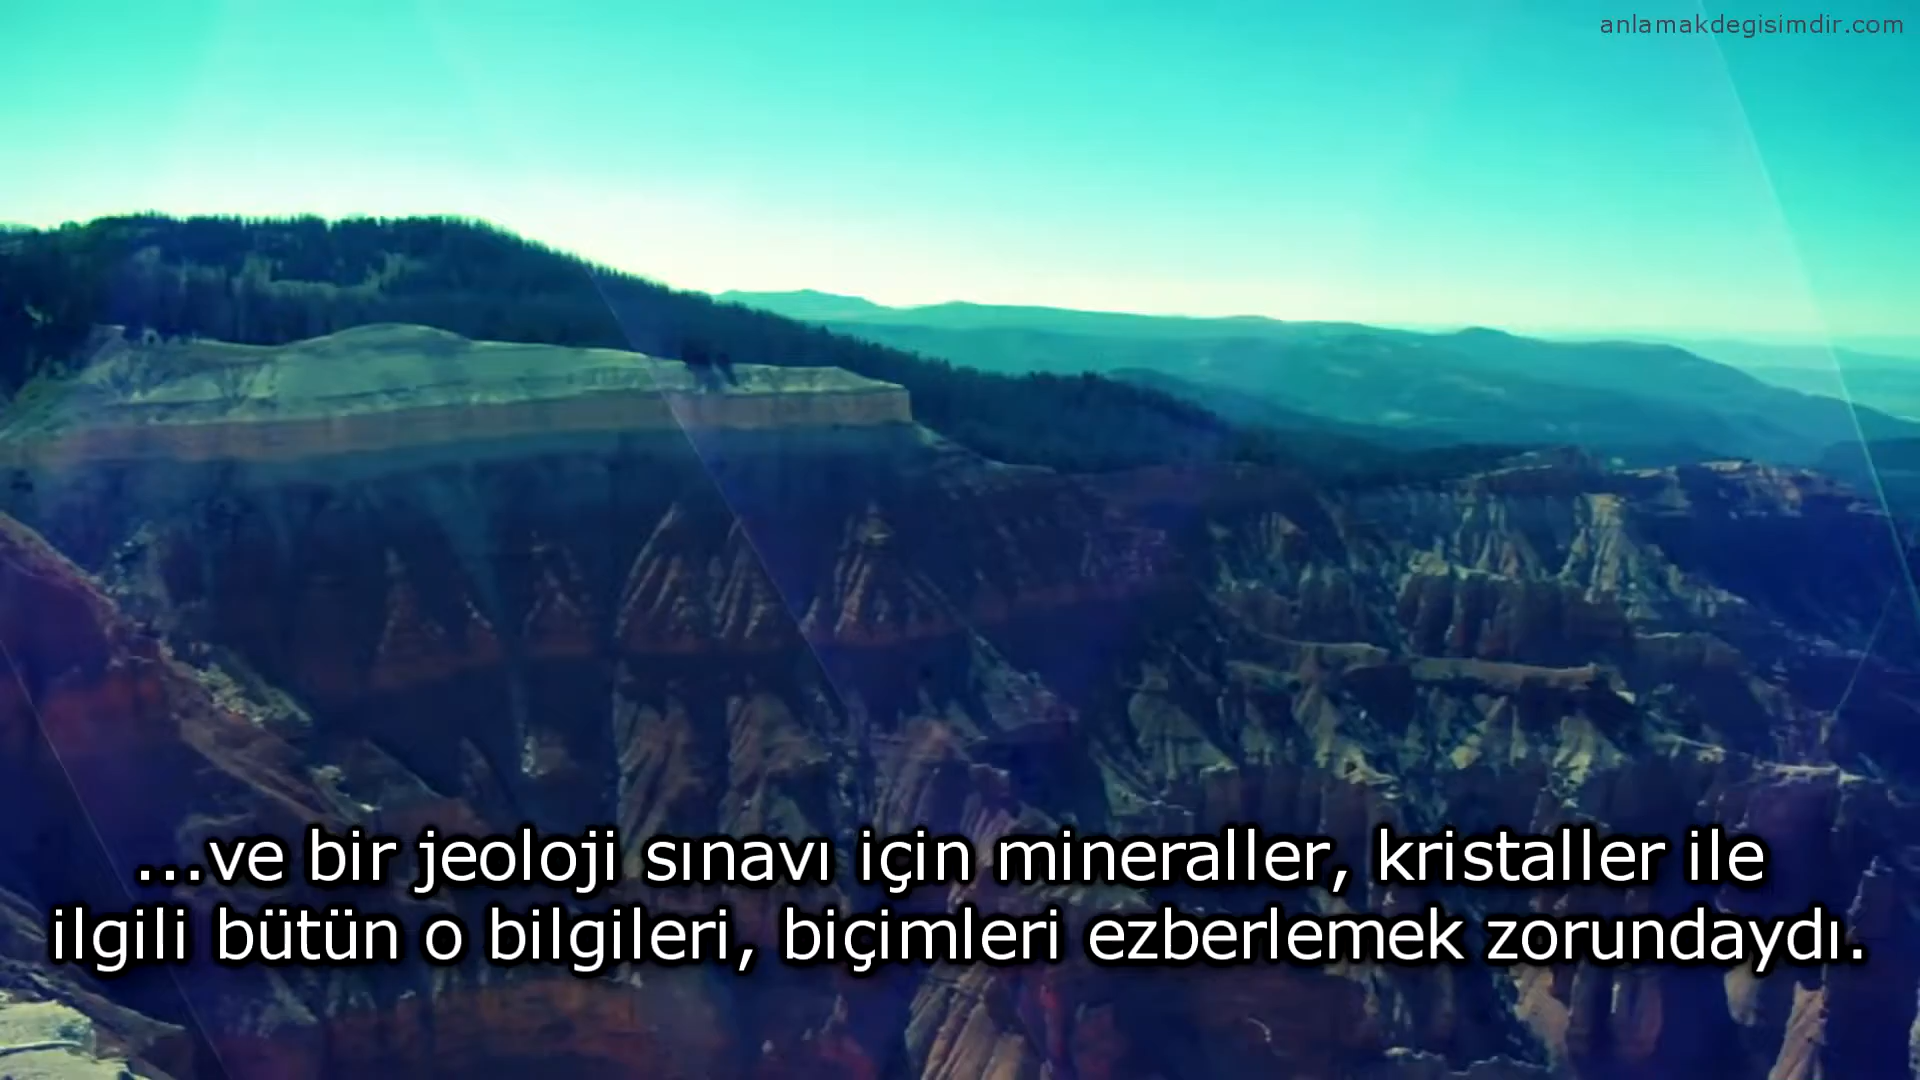 anlamakdegisimdir.com
...ve bir jeoloji sınavı için mineraller, kristaller ile
ilgili bütün o bilgileri, biçimleri ezberlemek zorundaydı.